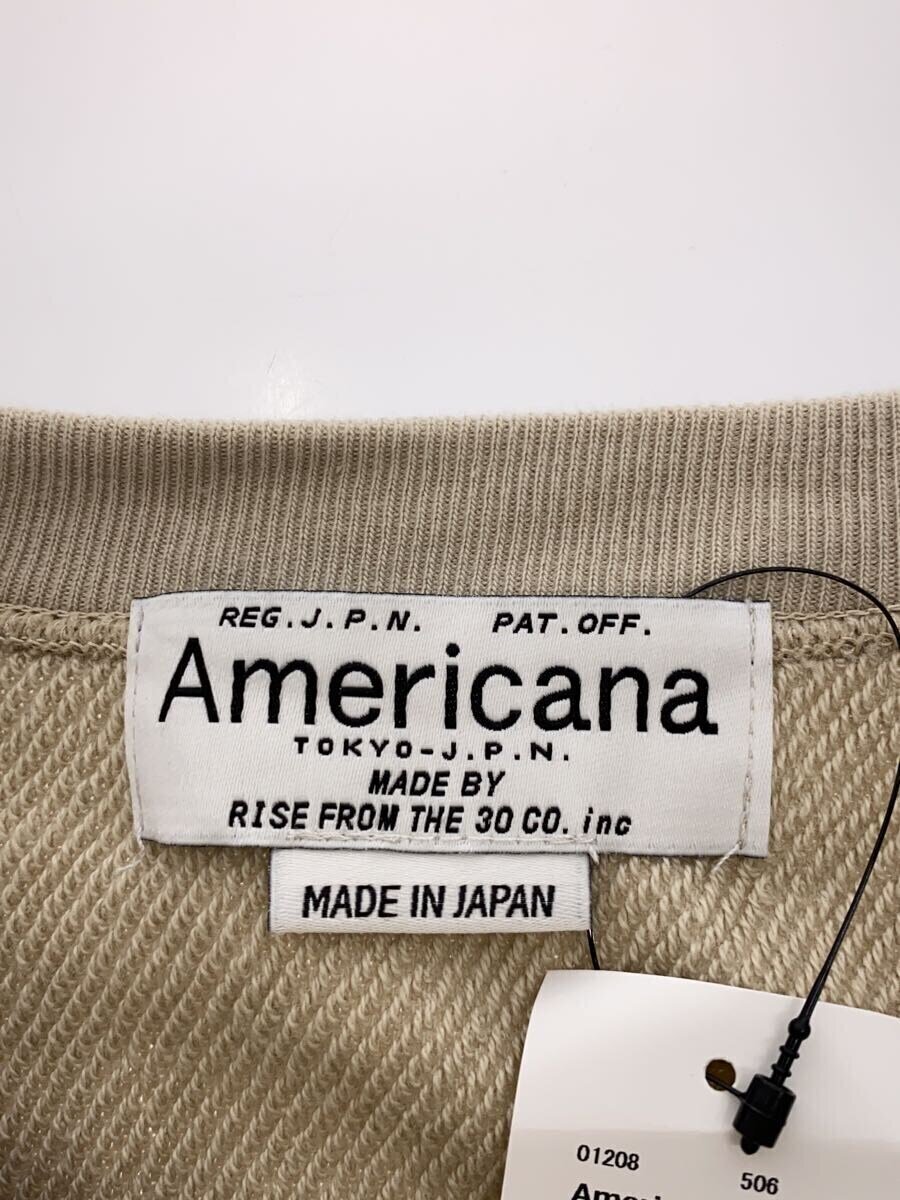 REG.J.P.N. PAT.OFF.
Americana
TOKYO-J.P.N.
MADE BY
RISE FROM THE 30 CO. inc
MADE IN JAPAN
01208
506